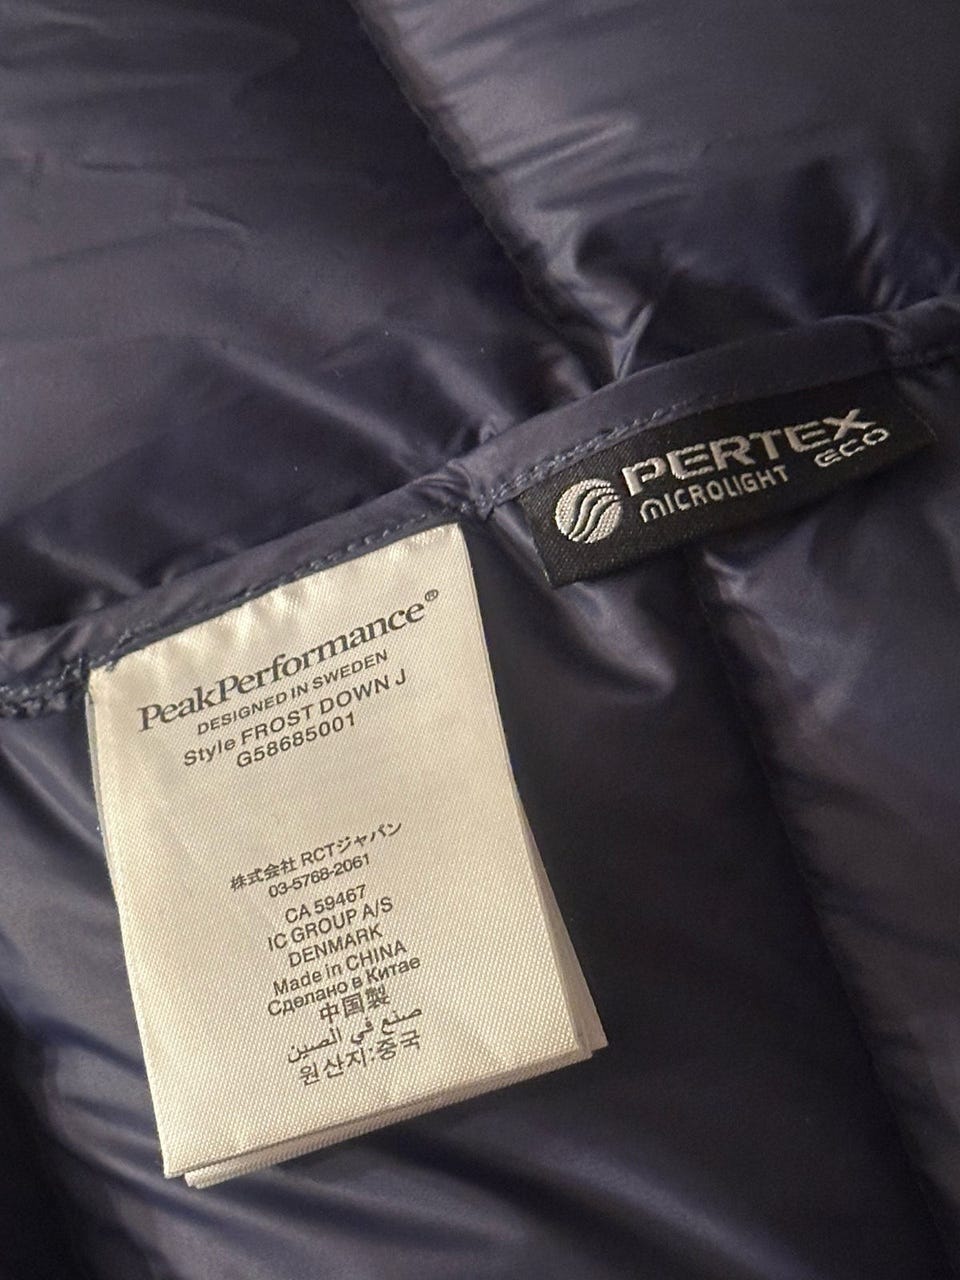 PERTEX
MICROLIGHT ECO
PeakPerformance®
DESIGNED IN SWEDEN
Style FROST DOWN J
G58685001
株式会社 RCTジャパン
03-5768-2061
CA 59467
IC GROUP A/S
DENMARK
Made in CHINA
Сделано в Китае
中国製
صنع في الصين
원산지:중국